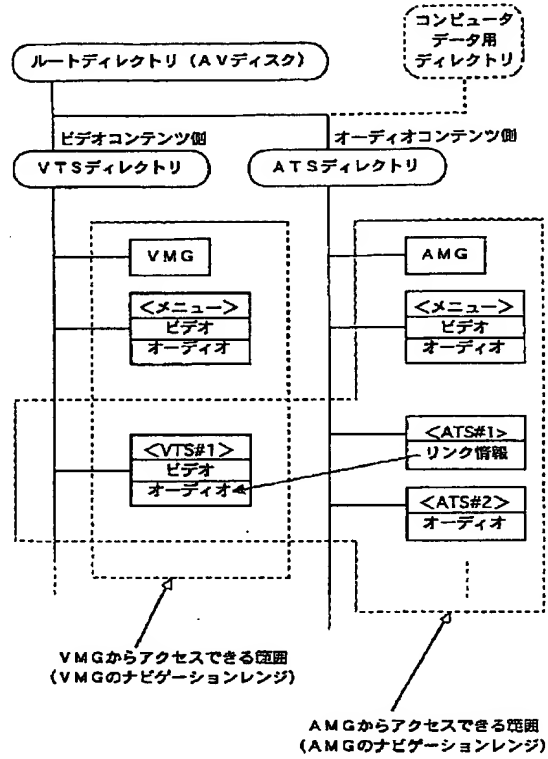 コンピュータ
データ用
ディレクトリ
ルートディレクトリ（AVディスク）
ビデオコンテンツ側
VTSディレクトリ
オーディオコンテンツ側
ATSディレクトリ
VMG
<メニュー>
ビデオ
オーディオ
AMG
<メニュー>
ビデオ
オーディオ
<VTS#1>
ビデオ
オーディオ
<ATS#1>
リンク情報
<ATS#2>
オーディオ
VMGからアクセスできる範囲
（VMGのナビゲーションレンジ）
AMGからアクセスできる範囲
（AMGのナビゲーションレンジ）